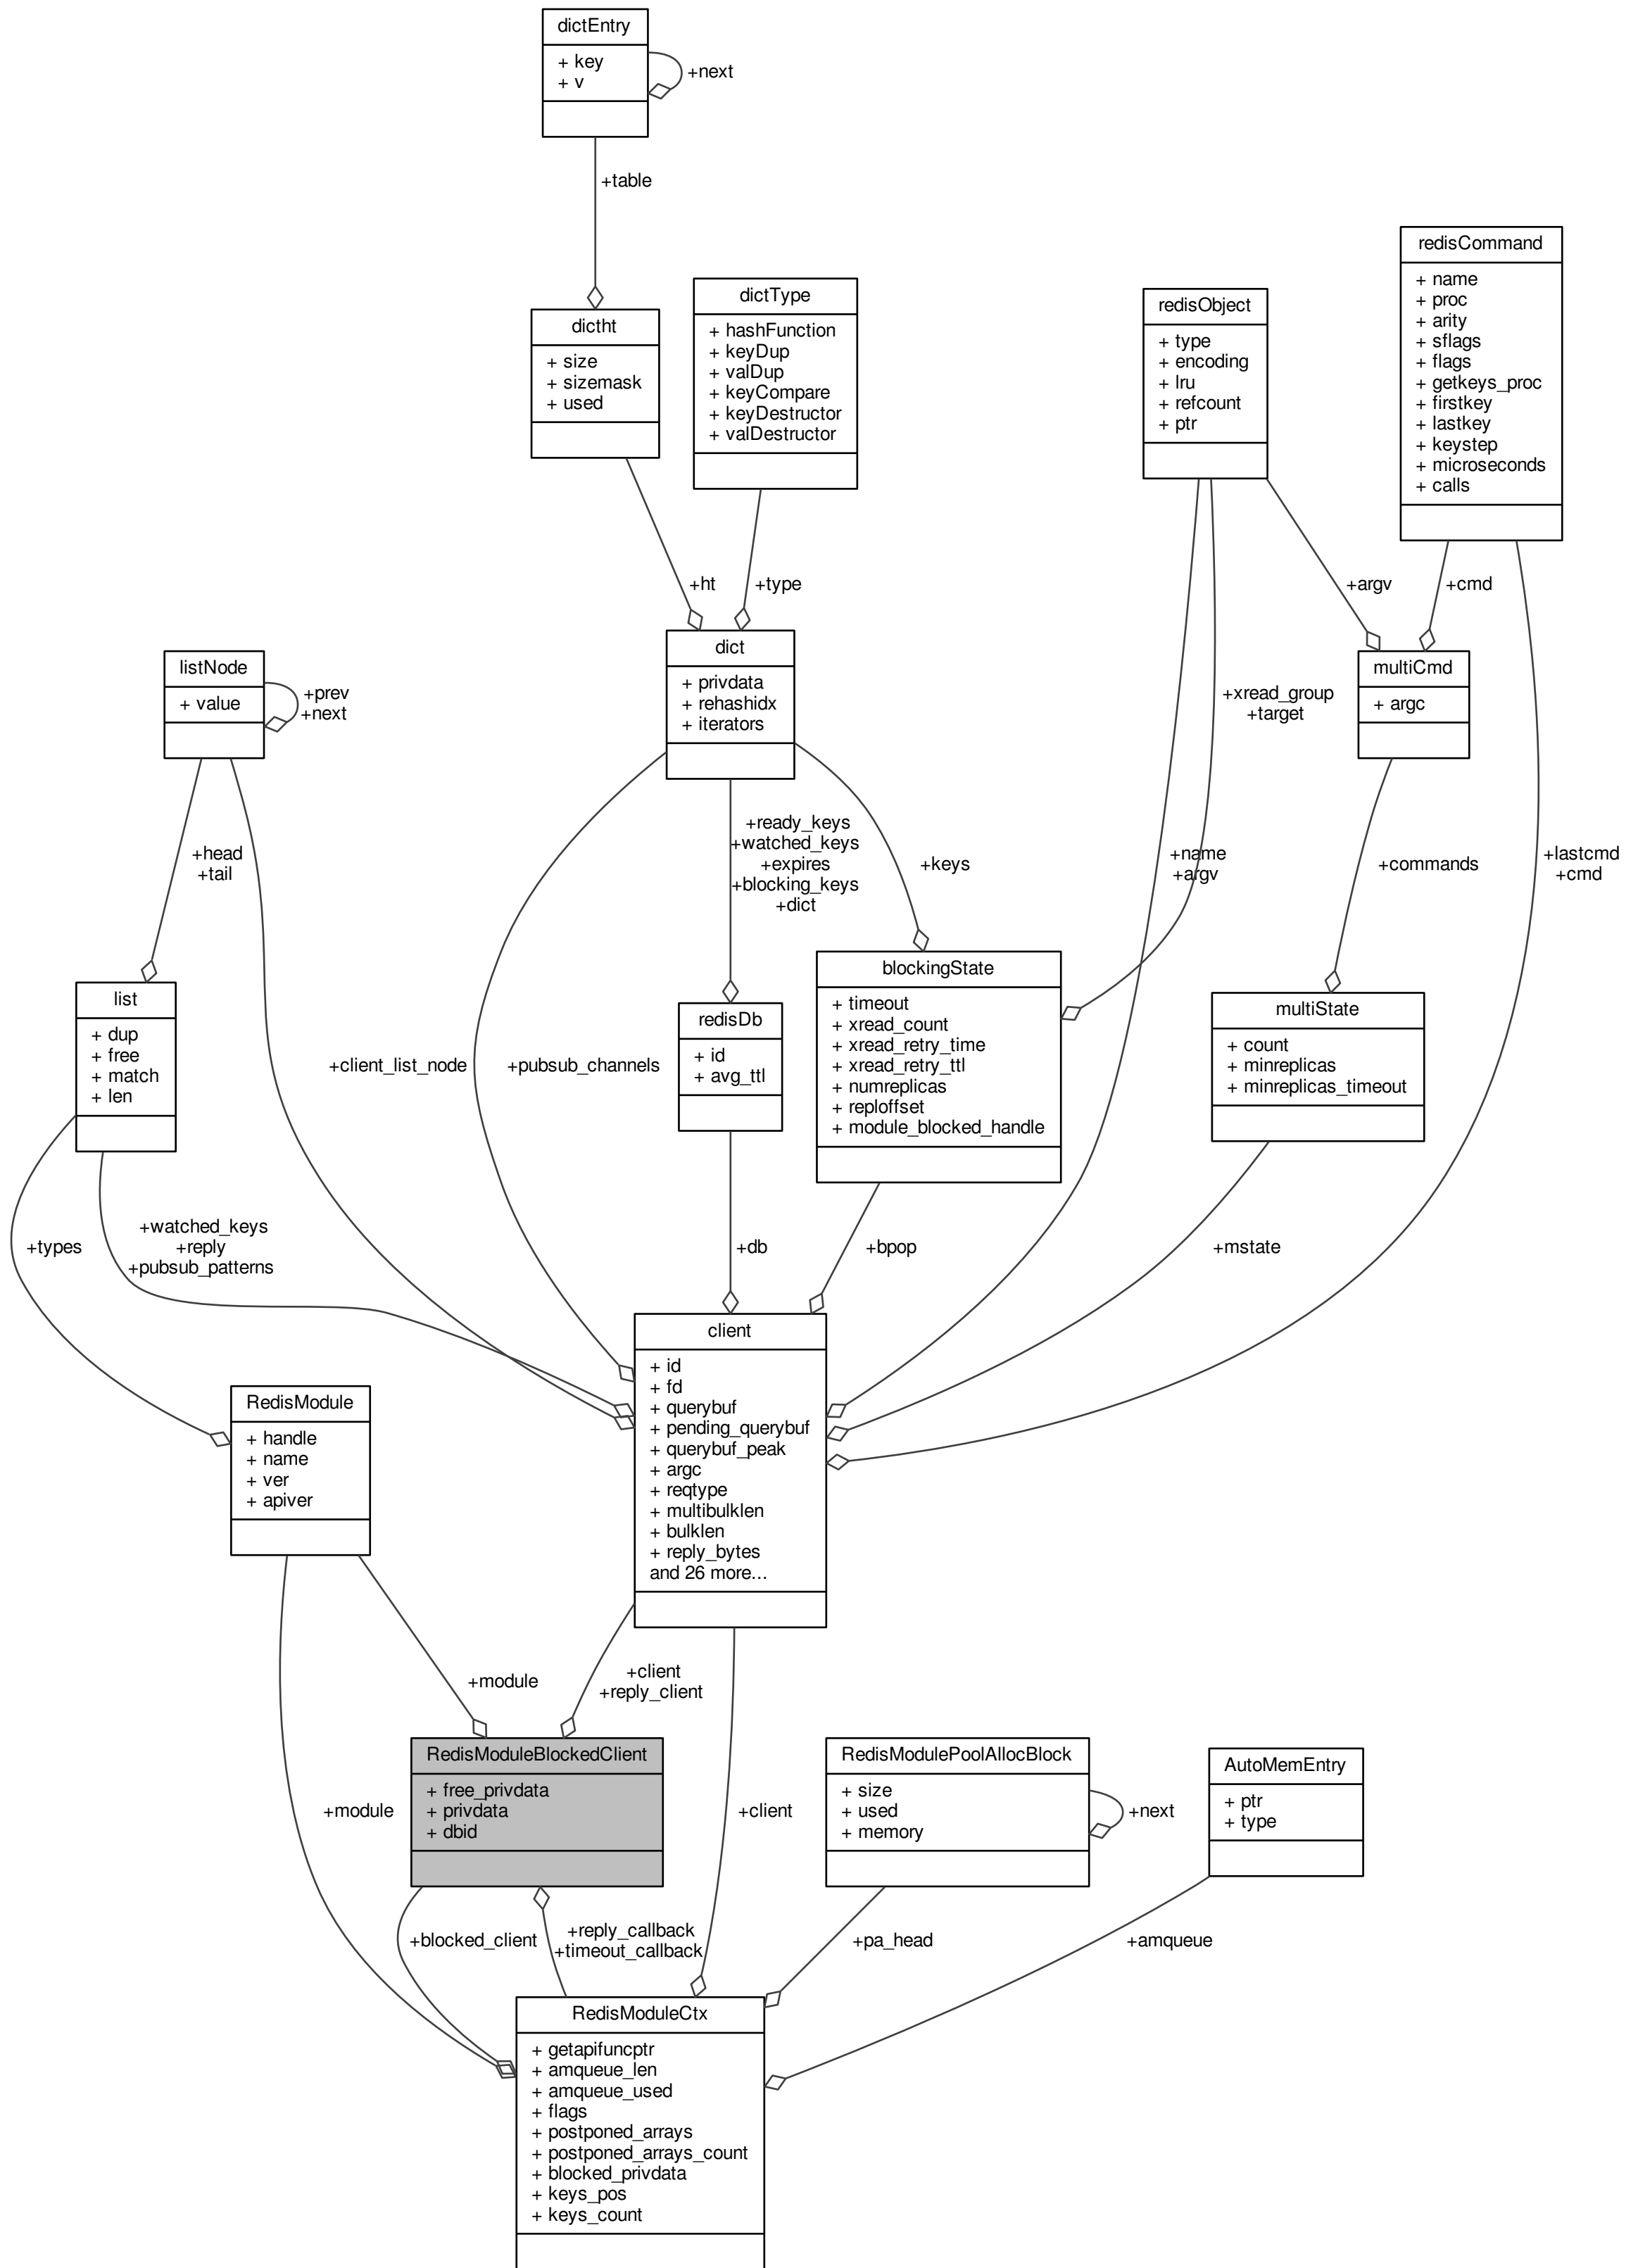 dictEntry
+ key
+ v
+next
+table
redisCommand
+ name
+ proc
+ arity
+ sflags
+ flags
+ getkeys_proc
+ firstkey
+ lastkey
+ keystep
+ microseconds
+ calls
dictType
+ hashFunction
+ keyDup
+ valDup
+ keyCompare
+ keyDestructor
+ valDestructor
redisObject
+ type
+ encoding
+ lru
+ refcount
+ ptr
dictht
+ size
+ sizemask
+ used
+ht
+type
+argv
+cmd
dict
+ privdata
+ rehashidx
+ iterators
listNode
+ value
+prev
+next
+xread_group
+target
multiCmd
+ argc
+head
+tail
+ready_keys
+watched_keys
+expires
+blocking_keys
+dict
+keys
+name
+argv
+commands
+lastcmd
+cmd
list
+ dup
+ free
+ match
+ len
+client_list_node
+pubsub_channels
redisDb
+ id
+ avg_ttl
blockingState
+ timeout
+ xread_count
+ xread_retry_time
+ xread_retry_ttl
+ numreplicas
+ reploffset
+ module_blocked_handle
multiState
+ count
+ minreplicas
+ minreplicas_timeout
+types
+watched_keys
+reply
+pubsub_patterns
+db
+bpop
+mstate
client
+ id
+ fd
+ querybuf
+ pending_querybuf
+ querybuf_peak
+ argc
+ reqtype
+ multibulklen
+ bulklen
+ reply_bytes
and 26 more...
RedisModule
+ handle
+ name
+ ver
+ apiver
+module
+client
+reply_client
RedisModuleBlockedClient
+ free_privdata
+ privdata
+ dbid
RedisModulePoolAllocBlock
+ size
+ used
+ memory
+next
AutoMemEntry
+ ptr
+ type
+module
+client
+blocked_client
+reply_callback
+timeout_callback
+pa_head
+amqueue
RedisModuleCtx
+ getapifuncptr
+ amqueue_len
+ amqueue_used
+ flags
+ postponed_arrays
+ postponed_arrays_count
+ blocked_privdata
+ keys_pos
+ keys_count